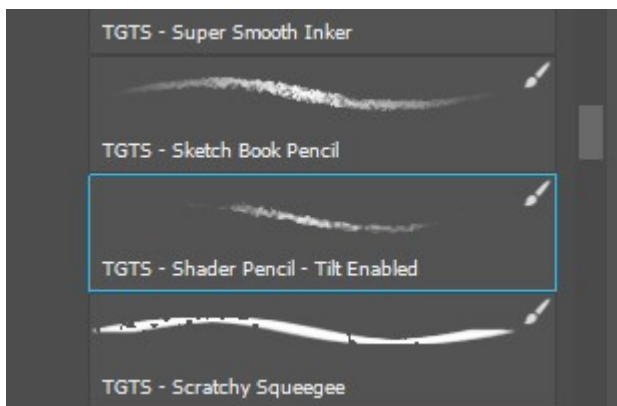 TGTS - Super Smooth Inker
TGTS - Sketch Book Pencil
TGTS - Shader Pencil - Tilt Enabled
TGTS - Scratchy Squeegee